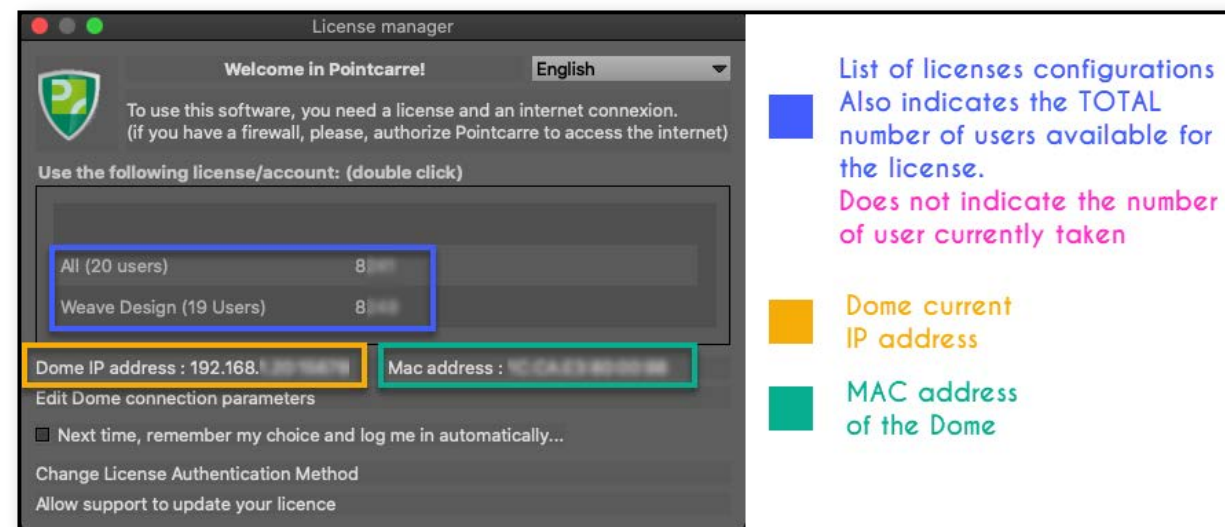 License manager
Welcome in Pointcarre!
English
To use this software, you need a license and an internet connexion.
(if you have a firewall, please, authorize Pointcarre to access the internet)
Use the following license/account: (double click)
All (20 users) 8
Weave Design (19 Users) 8
Dome IP address : 192.168. Mac address :
Edit Dome connection parameters
Next time, remember my choice and log me in automatically...
Change License Authentication Method
Allow support to update your licence
List of licenses configurations
Also indicates the TOTAL
number of users available for
the license.
Does not indicate the number
of user currently taken
Dome current
IP address
MAC address
of the Dome